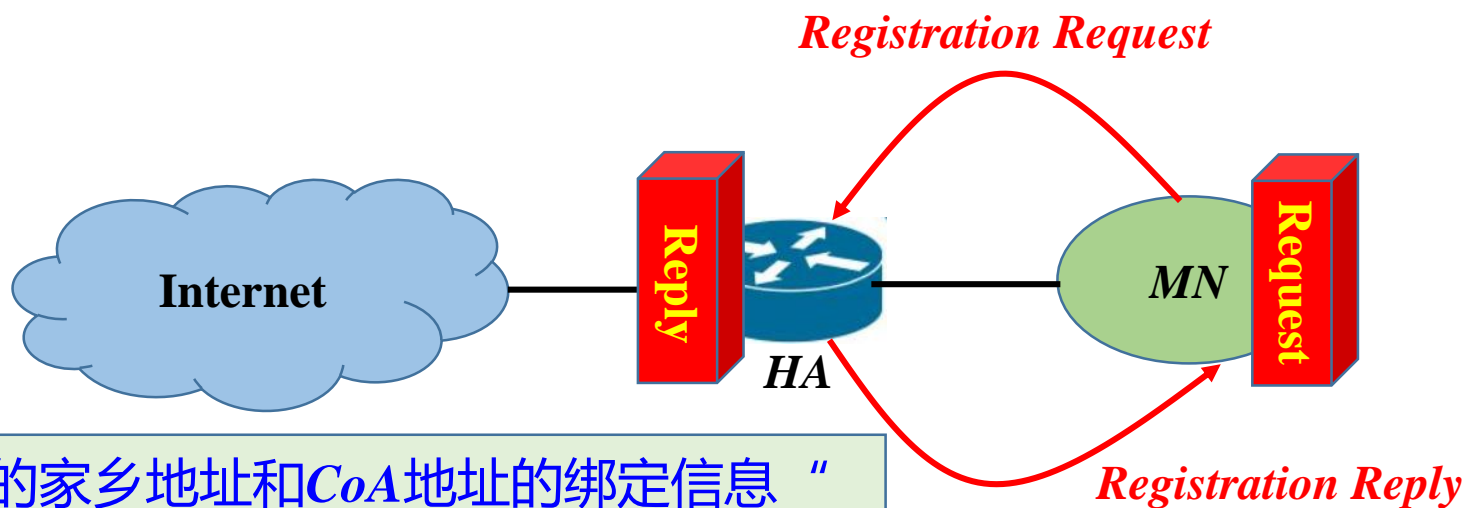 Registration Request
Internet
Reply
HA
MN
Request
的家乡地址和CoA地址的绑定信息“
Registration Reply